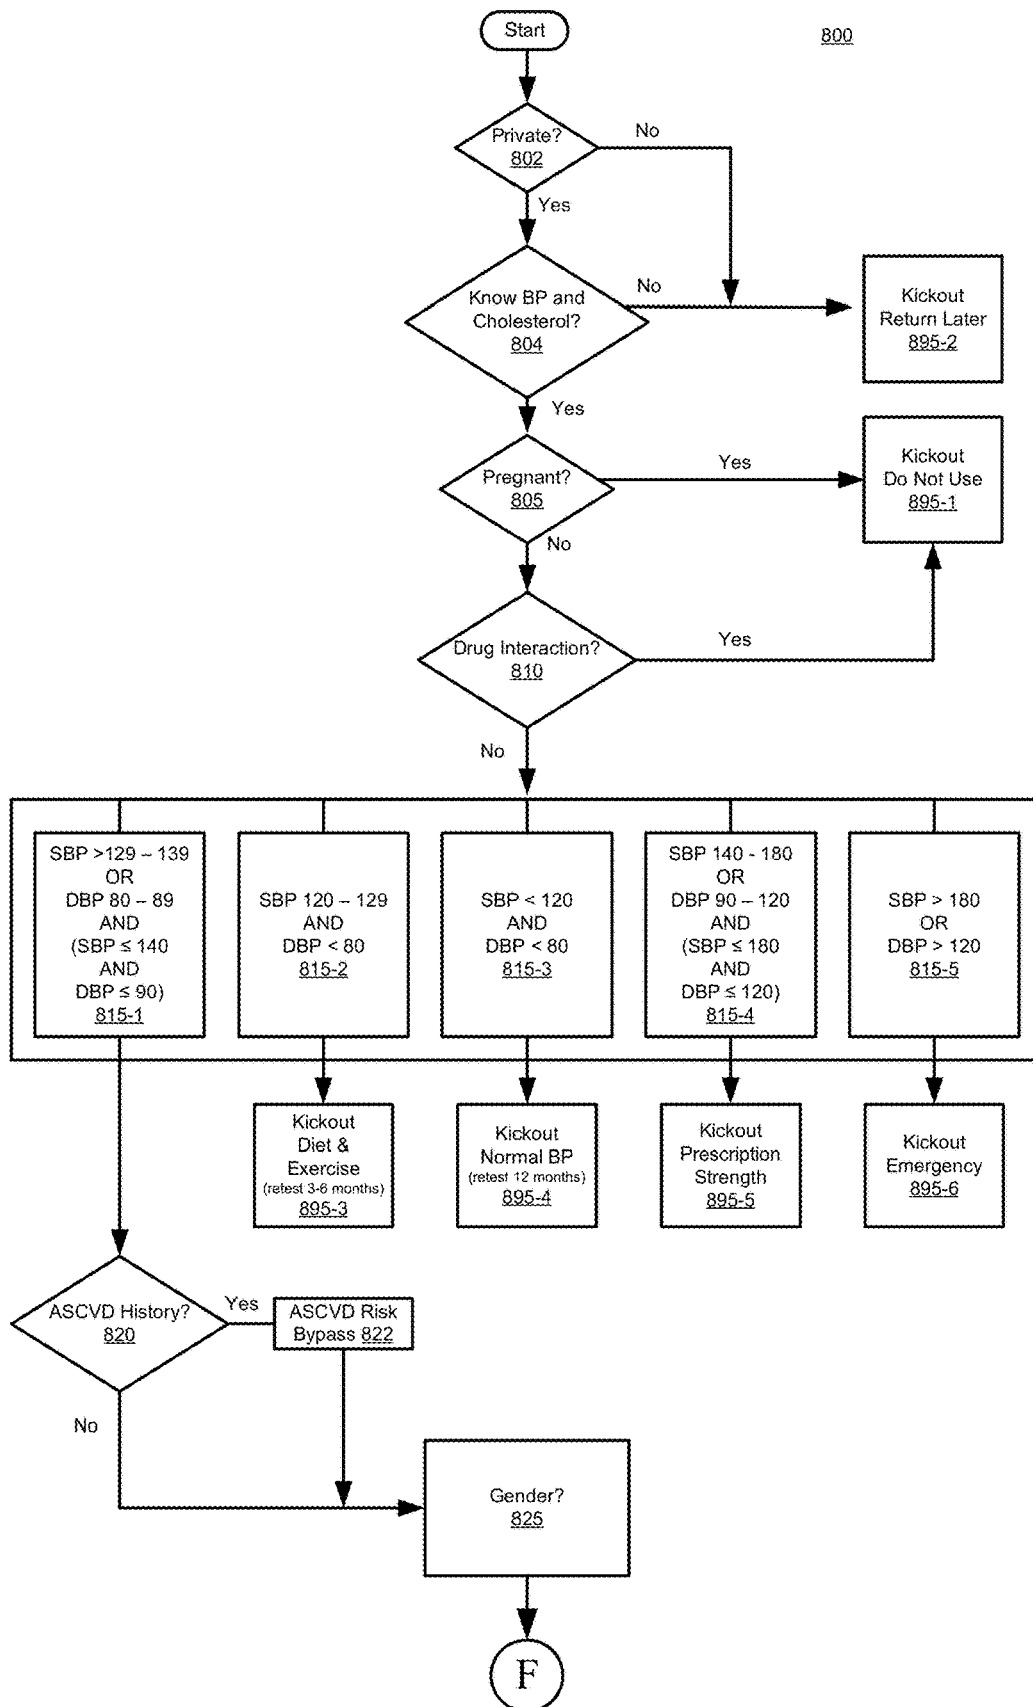 Start
800
Private?
802
No
Yes
Know BP and
Cholesterol?
804
No
Kickout
Return Later
895-2
Yes
Pregnant?
805
Yes
Kickout
Do Not Use
895-1
No
Drug Interaction?
810
Yes
No
SBP >129 – 139
OR
DBP 80 – 89
AND
(SBP ≤ 140
AND
DBP ≤ 90)
815-1
SBP 120 – 129
AND
DBP < 80
815-2
SBP < 120
AND
DBP < 80
815-3
SBP 140 - 180
OR
DBP 90 – 120
AND
(SBP ≤ 180
AND
DBP ≤ 120)
815-4
SBP > 180
OR
DBP > 120
815-5
Kickout
Diet &
Exercise
(retest 3-6 months)
895-3
Kickout
Normal BP
(retest 12 months)
895-4
Kickout
Prescription
Strength
895-5
Kickout
Emergency
895-6
ASCVD History?
820
Yes
ASCVD Risk
Bypass 822
No
Gender?
825
F